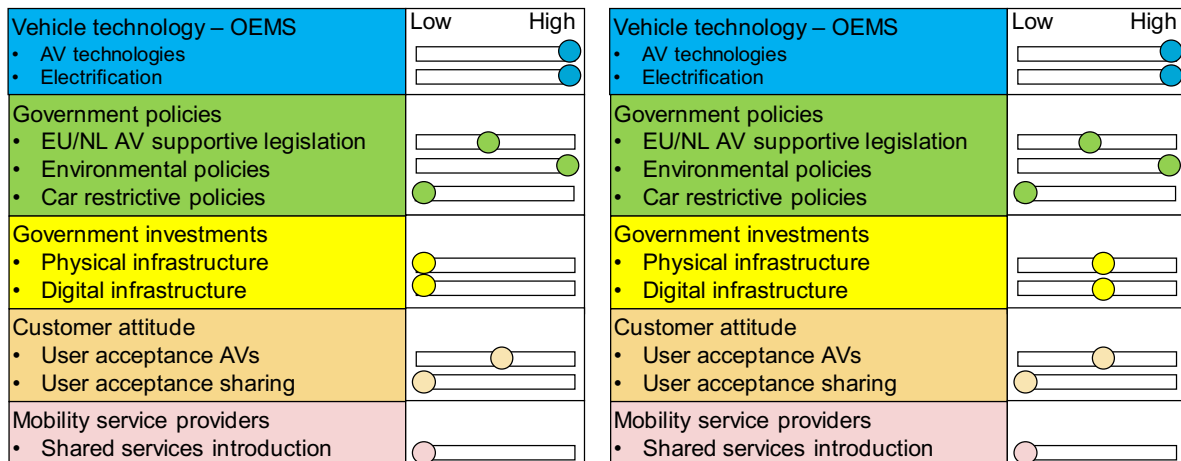 Vehicle technology – OEMS
Low High
• AV technologies
• Electrification
Government policies
• EU/NL AV supportive legislation
• Environmental policies
• Car restrictive policies
Government investments
• Physical infrastructure
• Digital infrastructure
Customer attitude
• User acceptance AVs
• User acceptance sharing
Mobility service providers
• Shared services introduction
Vehicle technology – OEMS
Low High
• AV technologies
• Electrification
Government policies
• EU/NL AV supportive legislation
• Environmental policies
• Car restrictive policies
Government investments
• Physical infrastructure
• Digital infrastructure
Customer attitude
• User acceptance AVs
• User acceptance sharing
Mobility service providers
• Shared services introduction